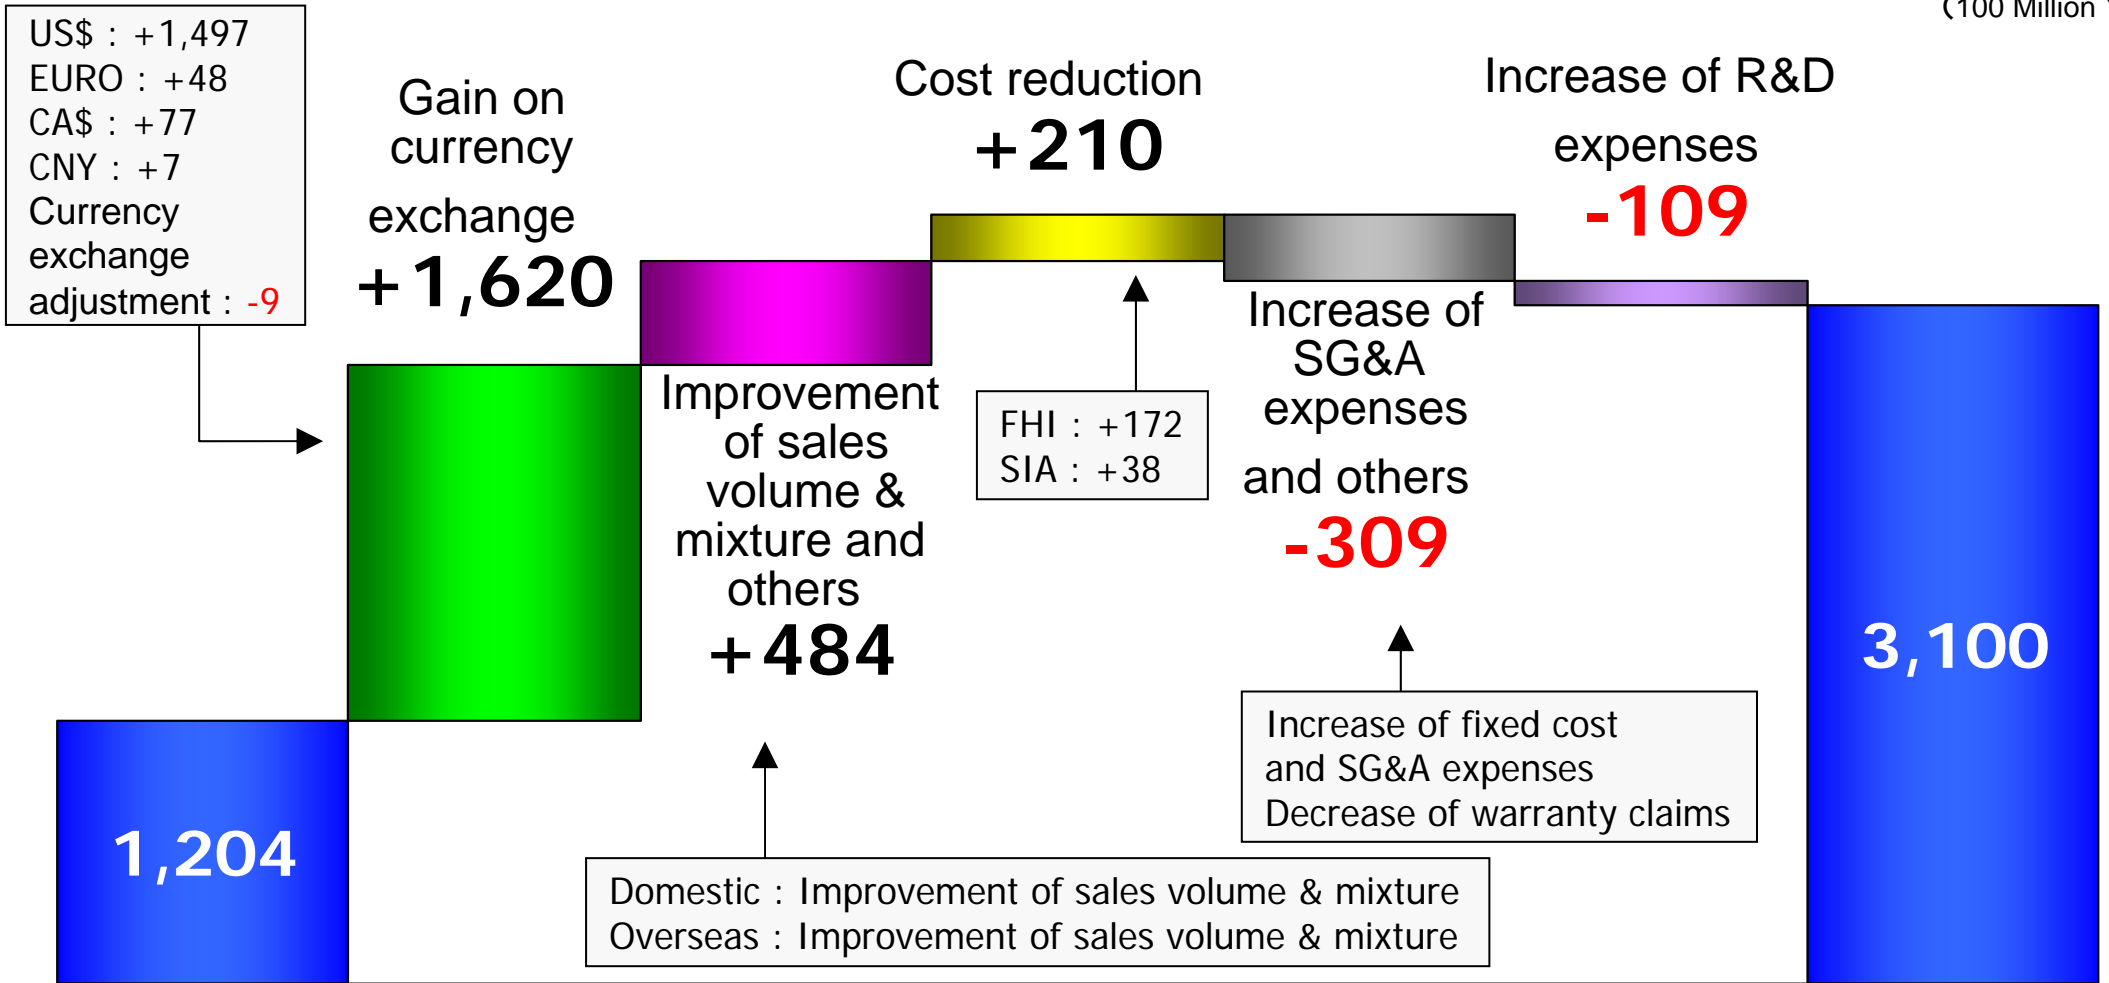 (100 Million
US$ : +1,497
EURO : +48
CA$ : +77
CNY : +7
Currency
exchange
adjustment : -9
Gain on
currency
exchange
+1,620
Improvement
of sales
volume &
mixture and
others
+484
Cost reduction
+210
FHI : +172
SIA : +38
Increase of
SG&A
expenses
and others
-309
Increase of R&D
expenses
-109
Increase of fixed cost
and SG&A expenses
Decrease of warranty claims
Domestic : Improvement of sales volume & mixture
Overseas : Improvement of sales volume & mixture
1,204
3,100